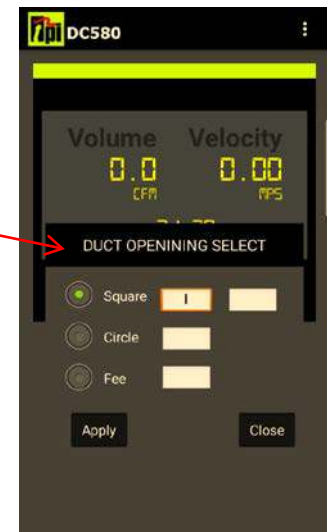 TPI DC580
Volume Velocity
0.0 0.00
CFM MPS
DUCT OPENINING SELECT
Square
Circle
Fee
Apply Close